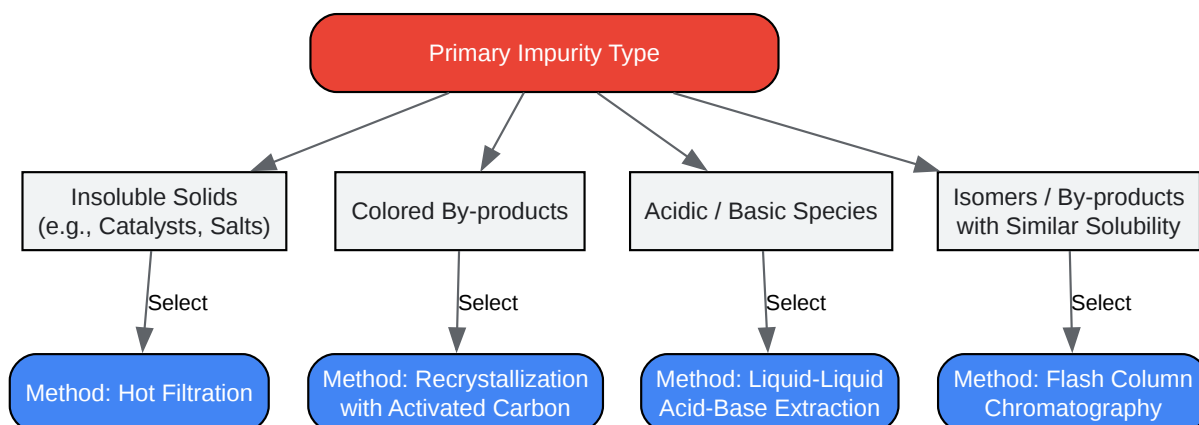 Primary Impurity Type
Insoluble Solids
(e.g., Catalysts, Salts)
Colored By-products
Acidic / Basic Species
Isomers / By-products
with Similar Solubility
Select
Select
Select
Select
Method: Hot Filtration
Method: Recrystallization
with Activated Carbon
Method: Liquid-Liquid
Acid-Base Extraction
Method: Flash Column
Chromatography